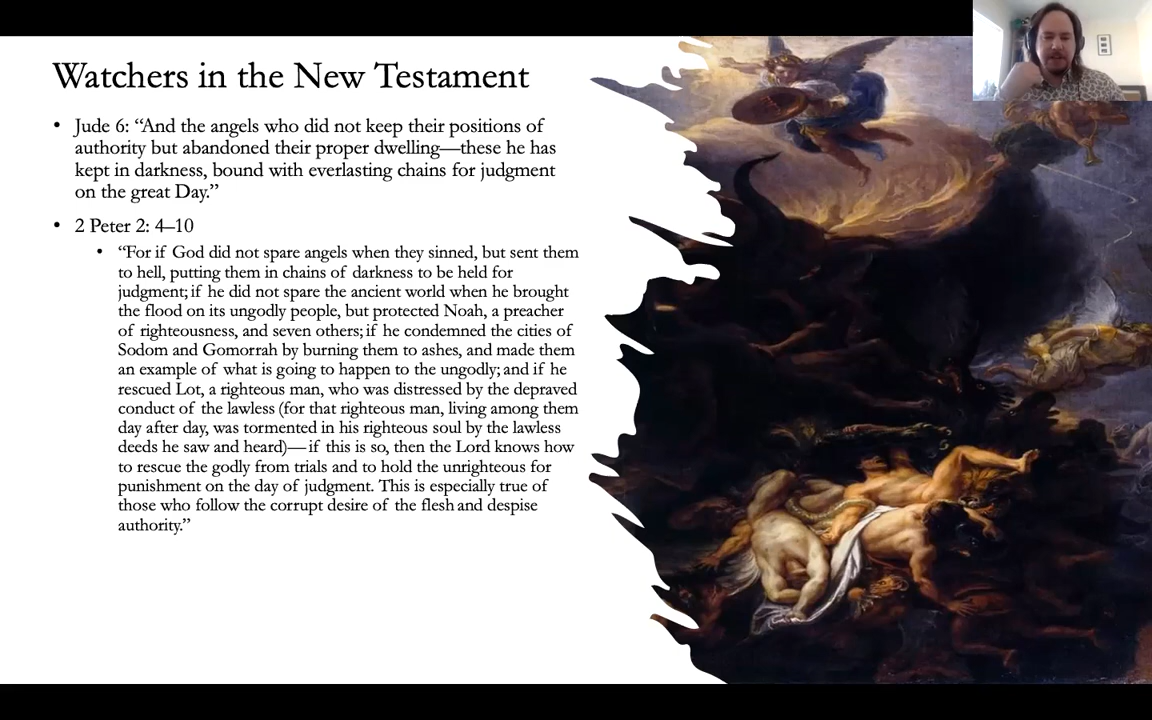 Watchers in the New Testament
• Jude 6: “And the angels who did not keep their positions of
authority but abandoned their proper dwelling—these he has
kept in darkness, bound with everlasting chains for judgment
on the great Day.”
• 2 Peter 2: 4–10
• “For if God did not spare angels when they sinned, but sent them
to hell, putting them in chains of darkness to be held for
judgment; if he did not spare the ancient world when he brought
the flood on its ungodly people, but protected Noah, a preacher
of righteousness, and seven others; if he condemned the cities of
Sodom and Gomorrah by burning them to ashes, and made them
an example of what is going to happen to the ungodly; and if he
rescued Lot, a righteous man, who was distressed by the depraved
conduct of the lawless (for that righteous man, living among them
day after day, was tormented in his righteous soul by the lawless
deeds he saw and heard)—if this is so, then the Lord knows how
to rescue the godly from trials and to hold the unrighteous for
punishment on the day of judgment. This is especially true of
those who follow the corrupt desire of the flesh and despise
authority.”